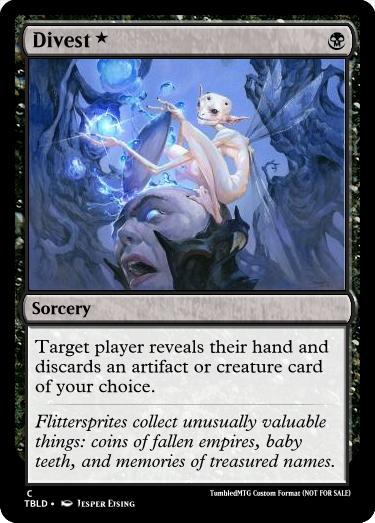 Divest ★
Sorcery
Target player reveals their hand and
discards an artifact or creature card
of your choice.
Flittersprites collect unusually valuable
things: coins of fallen empires, baby
teeth, and memories of treasured names.
C
TBLD • Jesper Eising
TumbledMTG Custom Format (NOT FOR SALE)